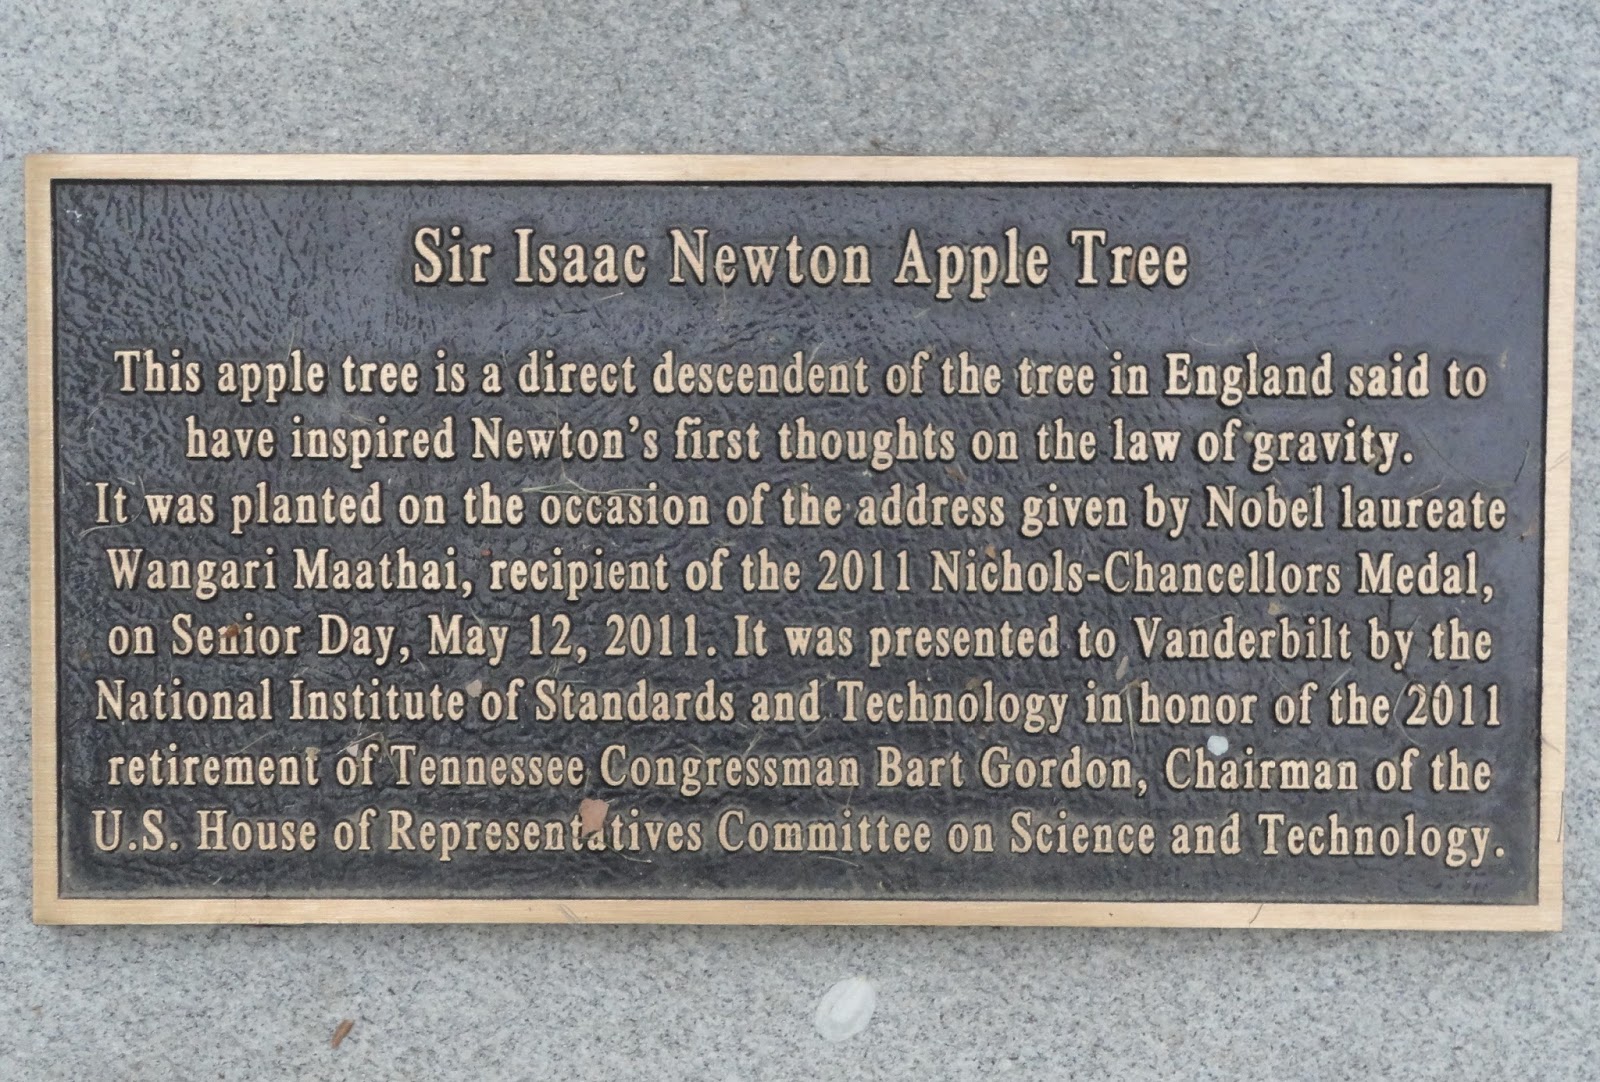 Sir Isaac Newton Apple Tree
This apple tree is a direct descendent of the tree in England said to
have inspired Newton's first thoughts on the law of gravity.
It was planted on the occasion of the address given by Nobel laureate
Wangari Maathai, recipient of the 2011 Nichols-Chancellors Medal,
on Senior Day, May 12, 2011. It was presented to Vanderbilt by the
National Institute of Standards and Technology in honor of the 2011
retirement of Tennessee Congressman Bart Gordon, Chairman of the
U.S. House of Representatives Committee on Science and Technology.